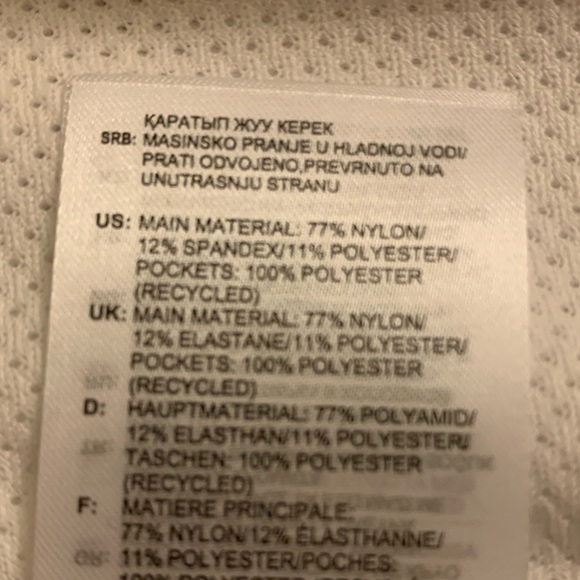 ҚАРАТЫП ЖУУ КЕРЕК
SRB: MASINSKO PRANJE U HLADNOJ VODI/
PRATI ODVOJENO,PREVRNUTO NA
UNUTRASNJU STRANU
US: MAIN MATERIAL: 77% NYLON/
12% SPANDEX/11% POLYESTER/
POCKETS: 100% POLYESTER
(RECYCLED)
UK: MAIN MATERIAL: 77% NYLON/
12% ELASTANE/11% POLYESTER/
POCKETS: 100% POLYESTER
(RECYCLED)
D: HAUPTMATERIAL: 77% POLYAMID/
12% ELASTHAN/11% POLYESTER/
TASCHEN: 100% POLYESTER
(RECYCLED)
F: MATIERE PRINCIPALE:
77% NYLON/12% ÉLASTHANNE/
11% POLYESTER/POCHES: